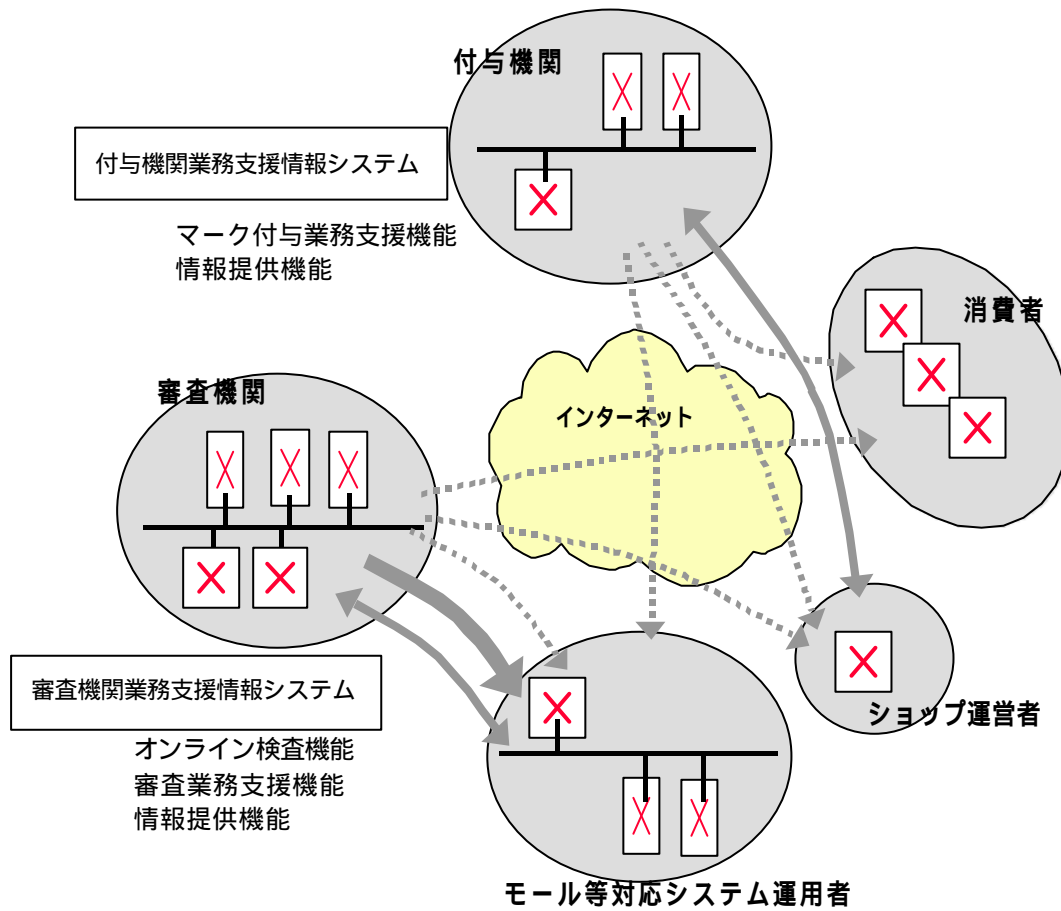 付与機関
付与機関業務支援情報システム
マーク付与業務支援機能
情報提供機能
消費者
審査機関
インターネット
審査機関業務支援情報システム
オンライン検査機能
審査業務支援機能
情報提供機能
ショップ運営者
モール等対応システム運用者